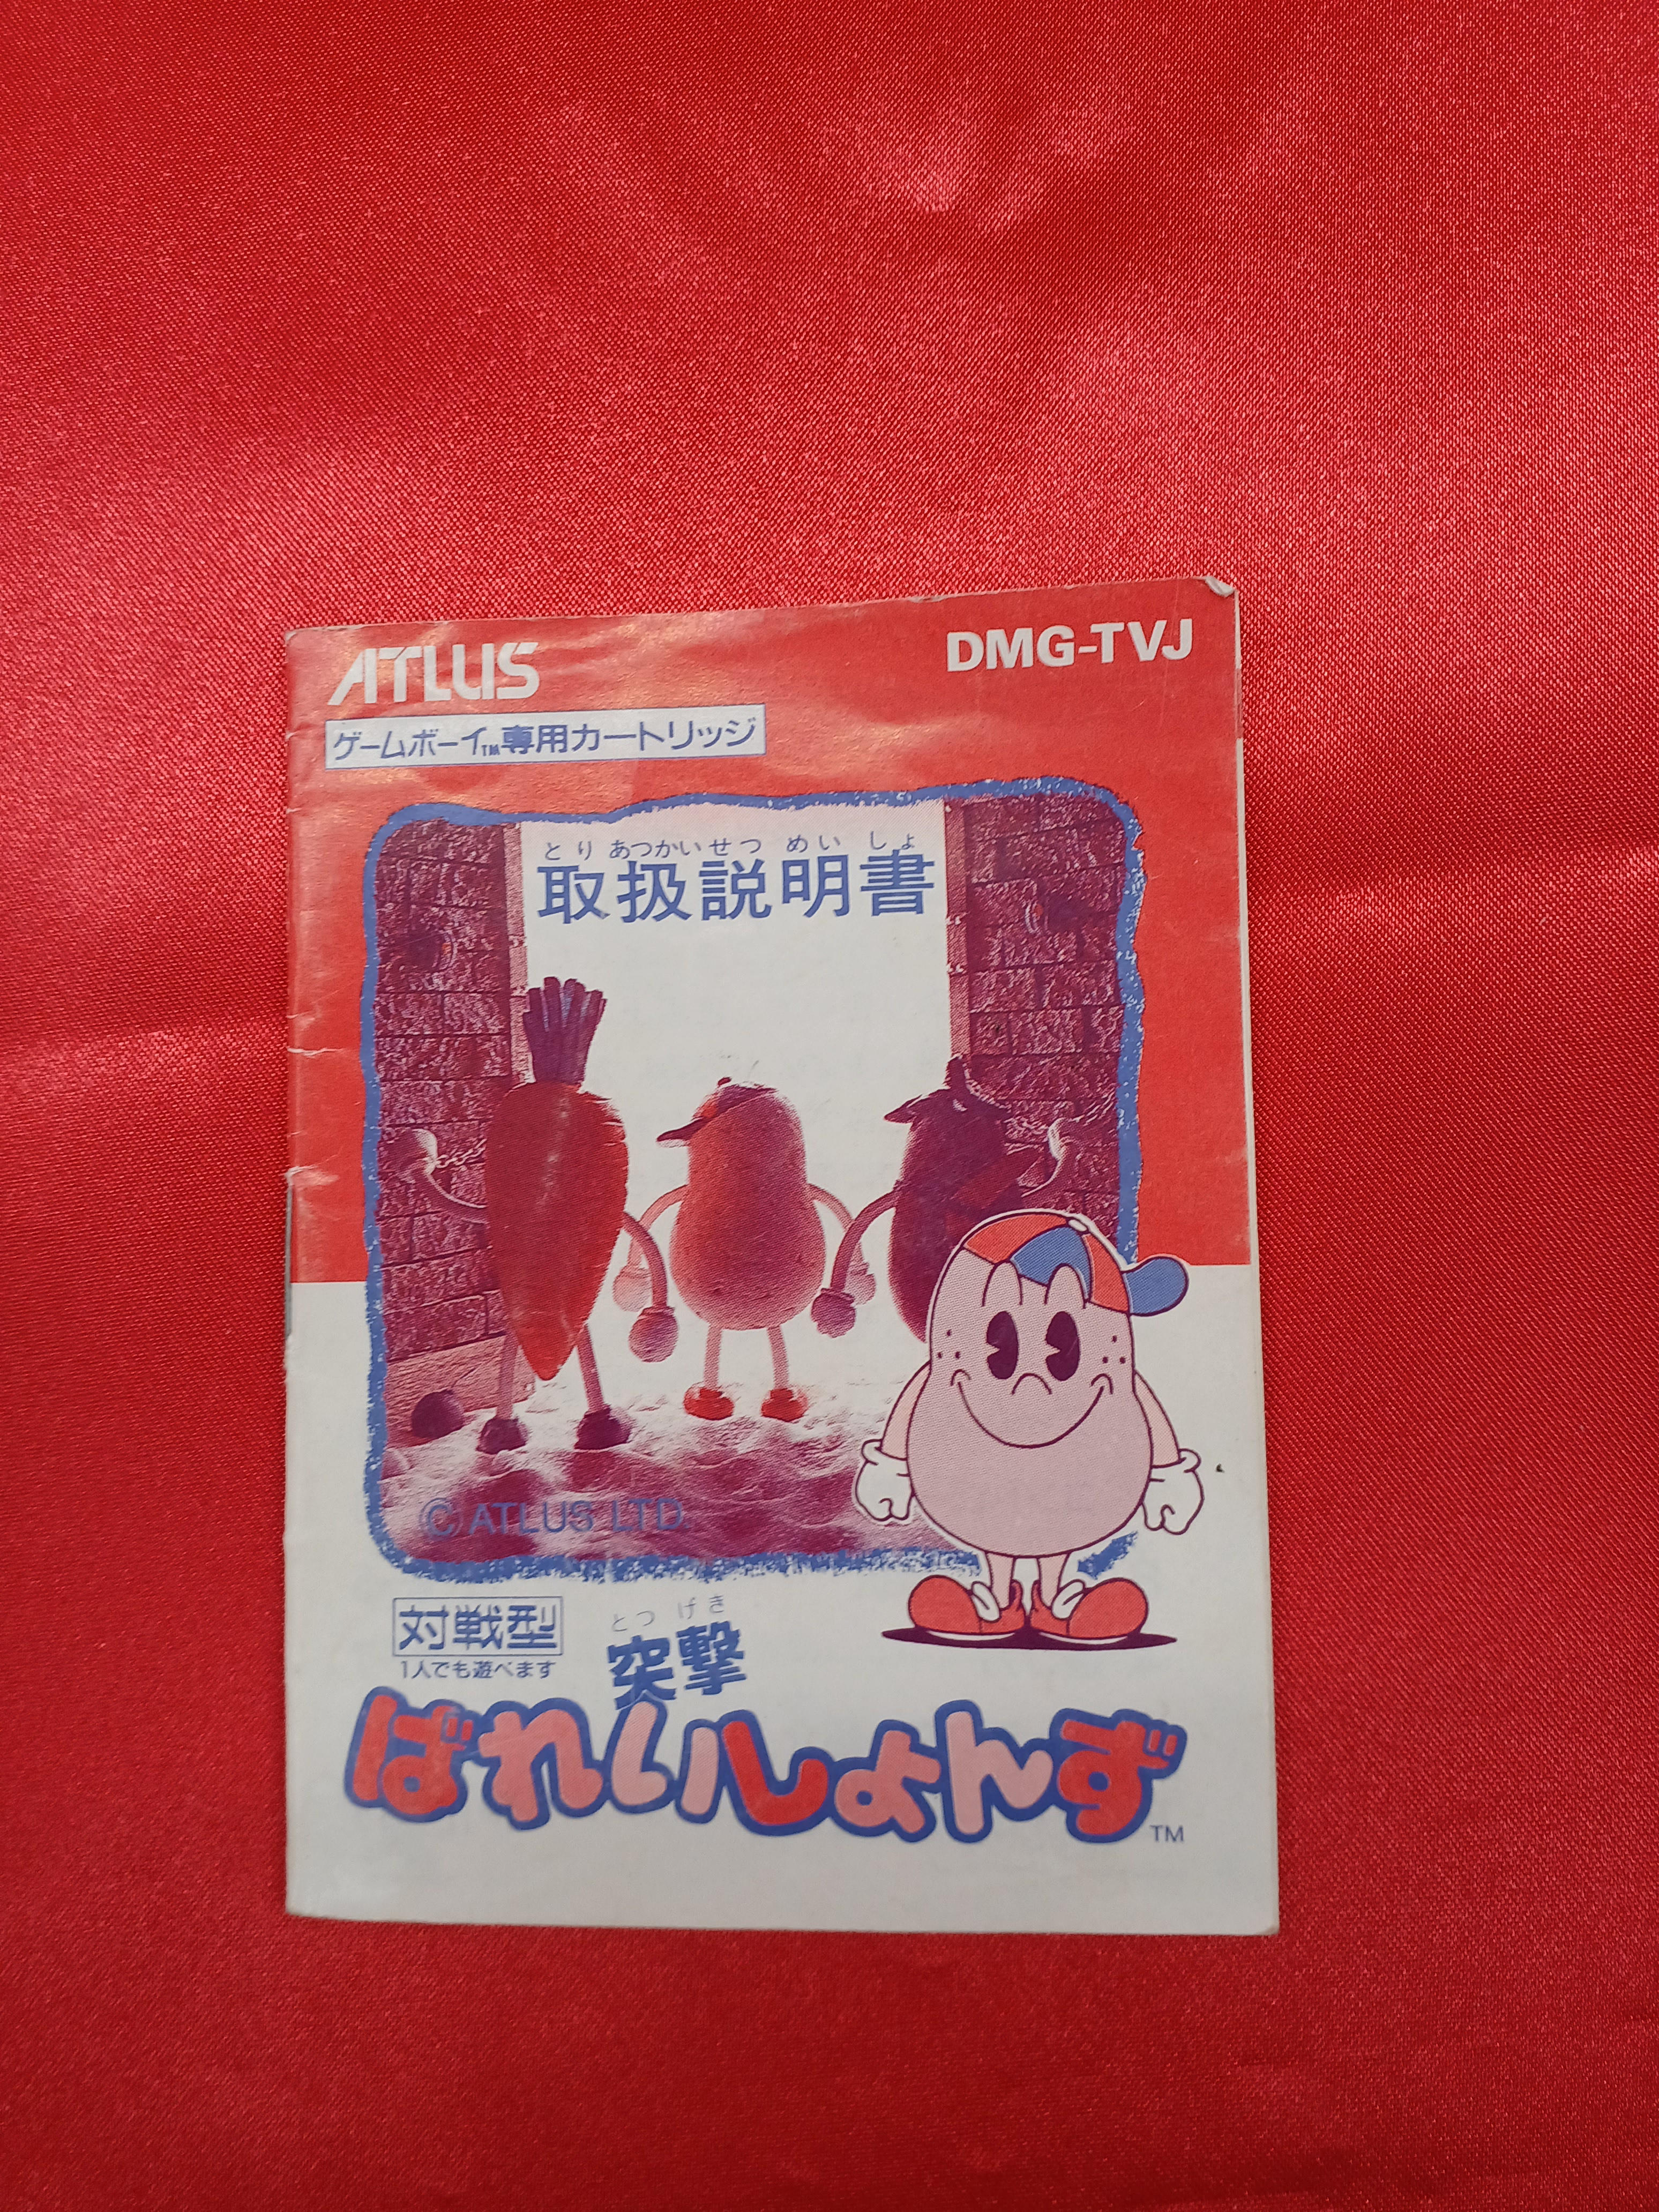 ATLUS
DMG-TVJ
ゲームボーイ™専用カートリッジ
とりあつかいせつめいしょ
取扱説明書
© ATLUS LTD.
対戦型
1人でも遊べます
とつげき
突撃
ばれいしょんず™